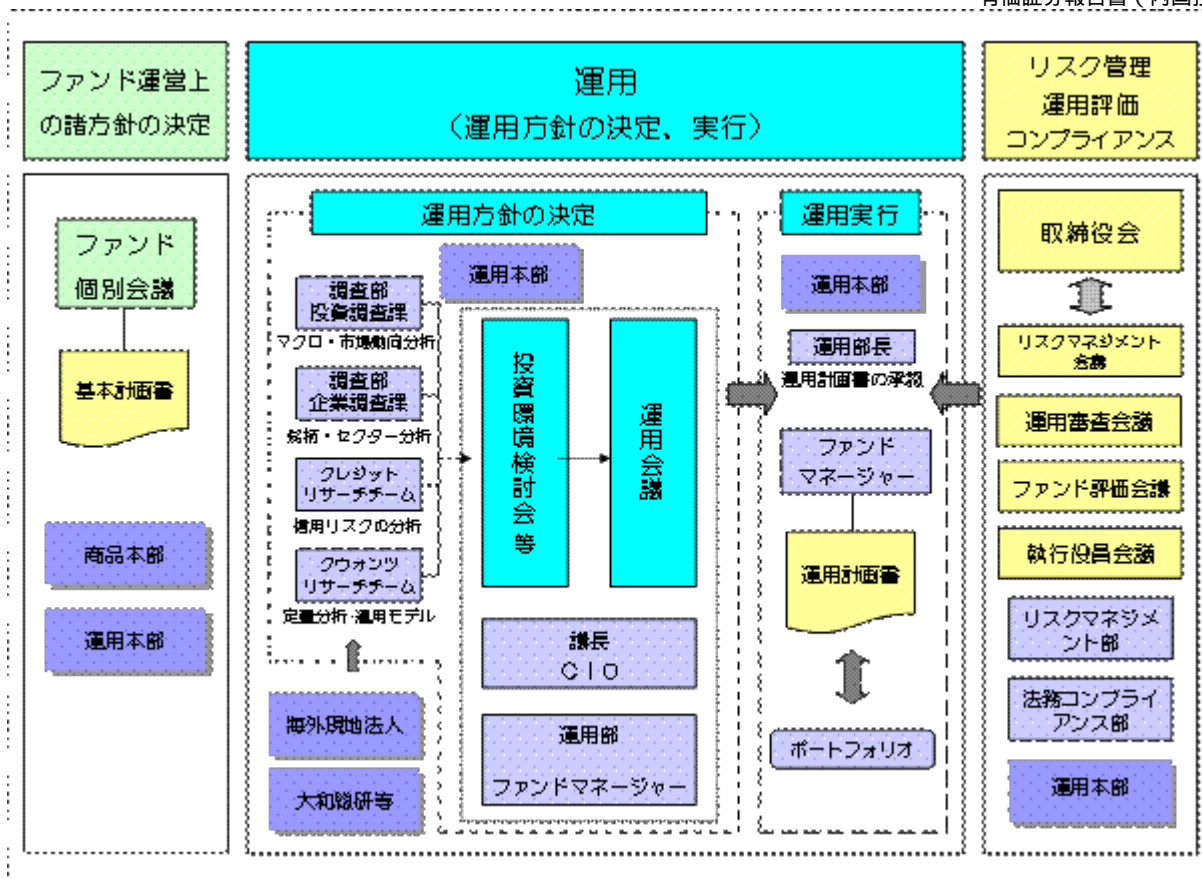 有価証券報告書（内国投
ファンド運営上
の諸方針の決定
運用
（運用方針の決定、実行）
リスク管理
運用評価
コンプライアンス
ファンド
個別会議
基本計画書
商品本部
運用本部
運用方針の決定
運用本部
調査部
投資調査課
マクロ・市場動向分析
調査部
企業調査課
銘柄・セクター分析
クレジット
リサーチチーム
信用リスクの分析
クウォンツ
リサーチチーム
定量分析・運用モデル
海外現地法人
大和総研等
投資環境検討会等
運用会議
議長
ＣＩＯ
運用部
ファンドマネージャー
運用実行
運用本部
運用部長
運用計画書の承認
ファンド
マネージャー
運用計画書
ポートフォリオ
取締役会
リスクマネジメント
会議
運用審査会議
ファンド評価会議
執行役員会議
リスクマネジメ
ント部
法務コンプライ
アンス部
運用本部